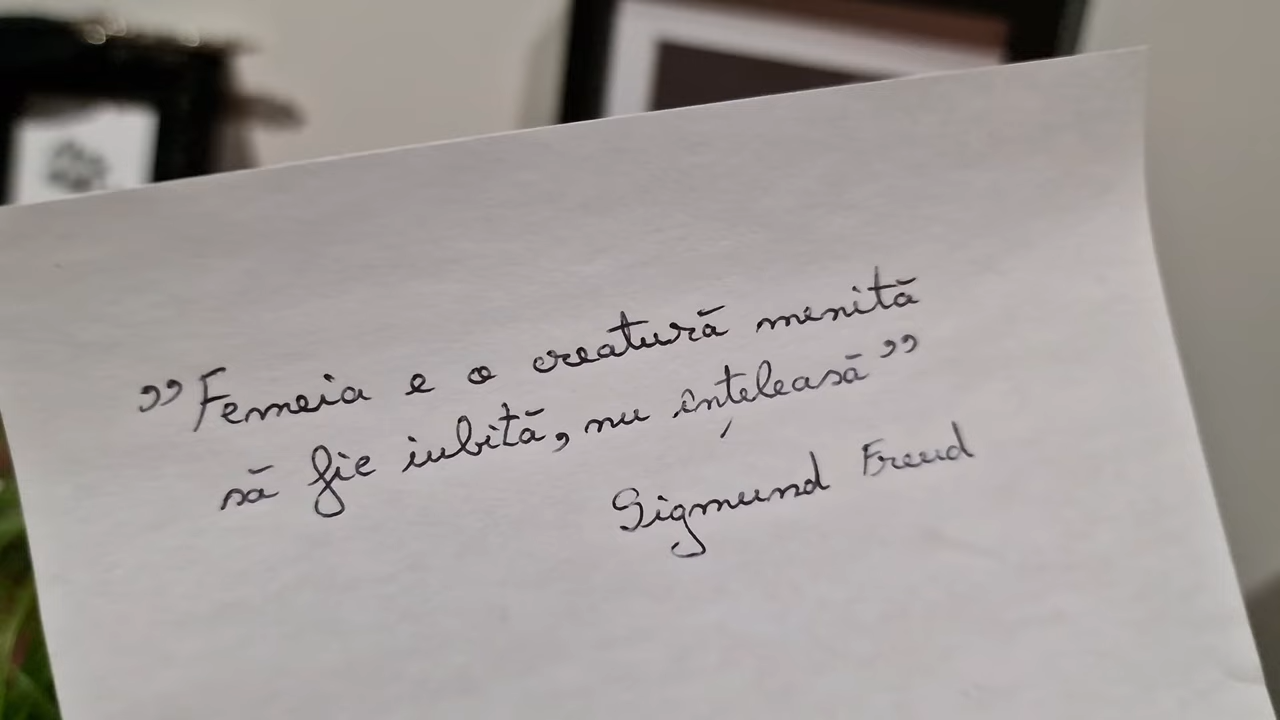 ”Femeia e o creatură menită
să fie iubită, nu înțeleasă”
Sigmund Freud